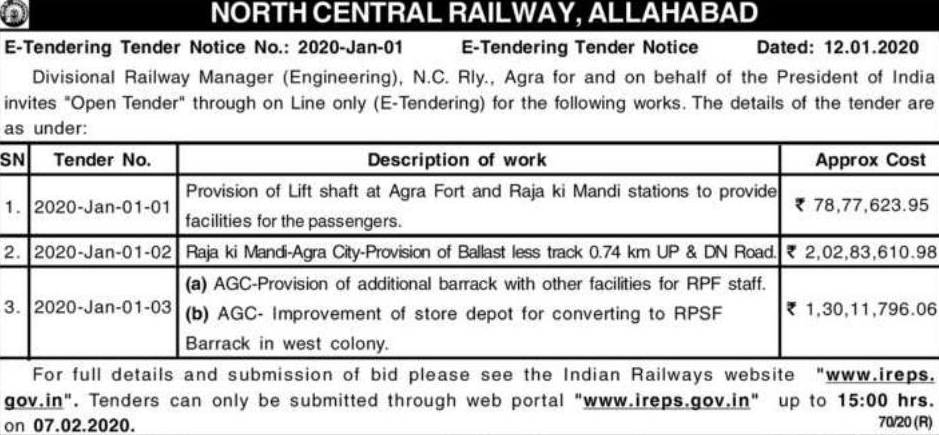 NORTH CENTRAL RAILWAY, ALLAHABAD
E-Tendering Tender Notice No.: 2020-Jan-01 E-Tendering Tender Notice Dated: 12.01.2020
Divisional Railway Manager (Engineering), N.C. Rly., Agra for and on behalf of the President of India
invites "Open Tender" through on Line only (E-Tendering) for the following works. The details of the tender are
as under:
SN Tender No. Description of work Approx Cost
1. 2020-Jan-01-01 Provision of Lift shaft at Agra Fort and Raja ki Mandi stations to provide
facilities for the passengers. ₹ 78,77,623.95
2. 2020-Jan-01-02 Raja ki Mandi-Agra City-Provision of Ballast less track 0.74 km UP & DN Road. ₹ 2,02,83,610.98
3. 2020-Jan-01-03 (a) AGC-Provision of additional barrack with other facilities for RPF staff.
(b) AGC- Improvement of store depot for converting to RPSF
Barrack in west colony. ₹ 1,30,11,796.06
For full details and submission of bid please see the Indian Railways website "www.ireps.
gov.in". Tenders can only be submitted through web portal "www.ireps.gov.in" up to 15:00 hrs.
on 07.02.2020. 70/20 (R)